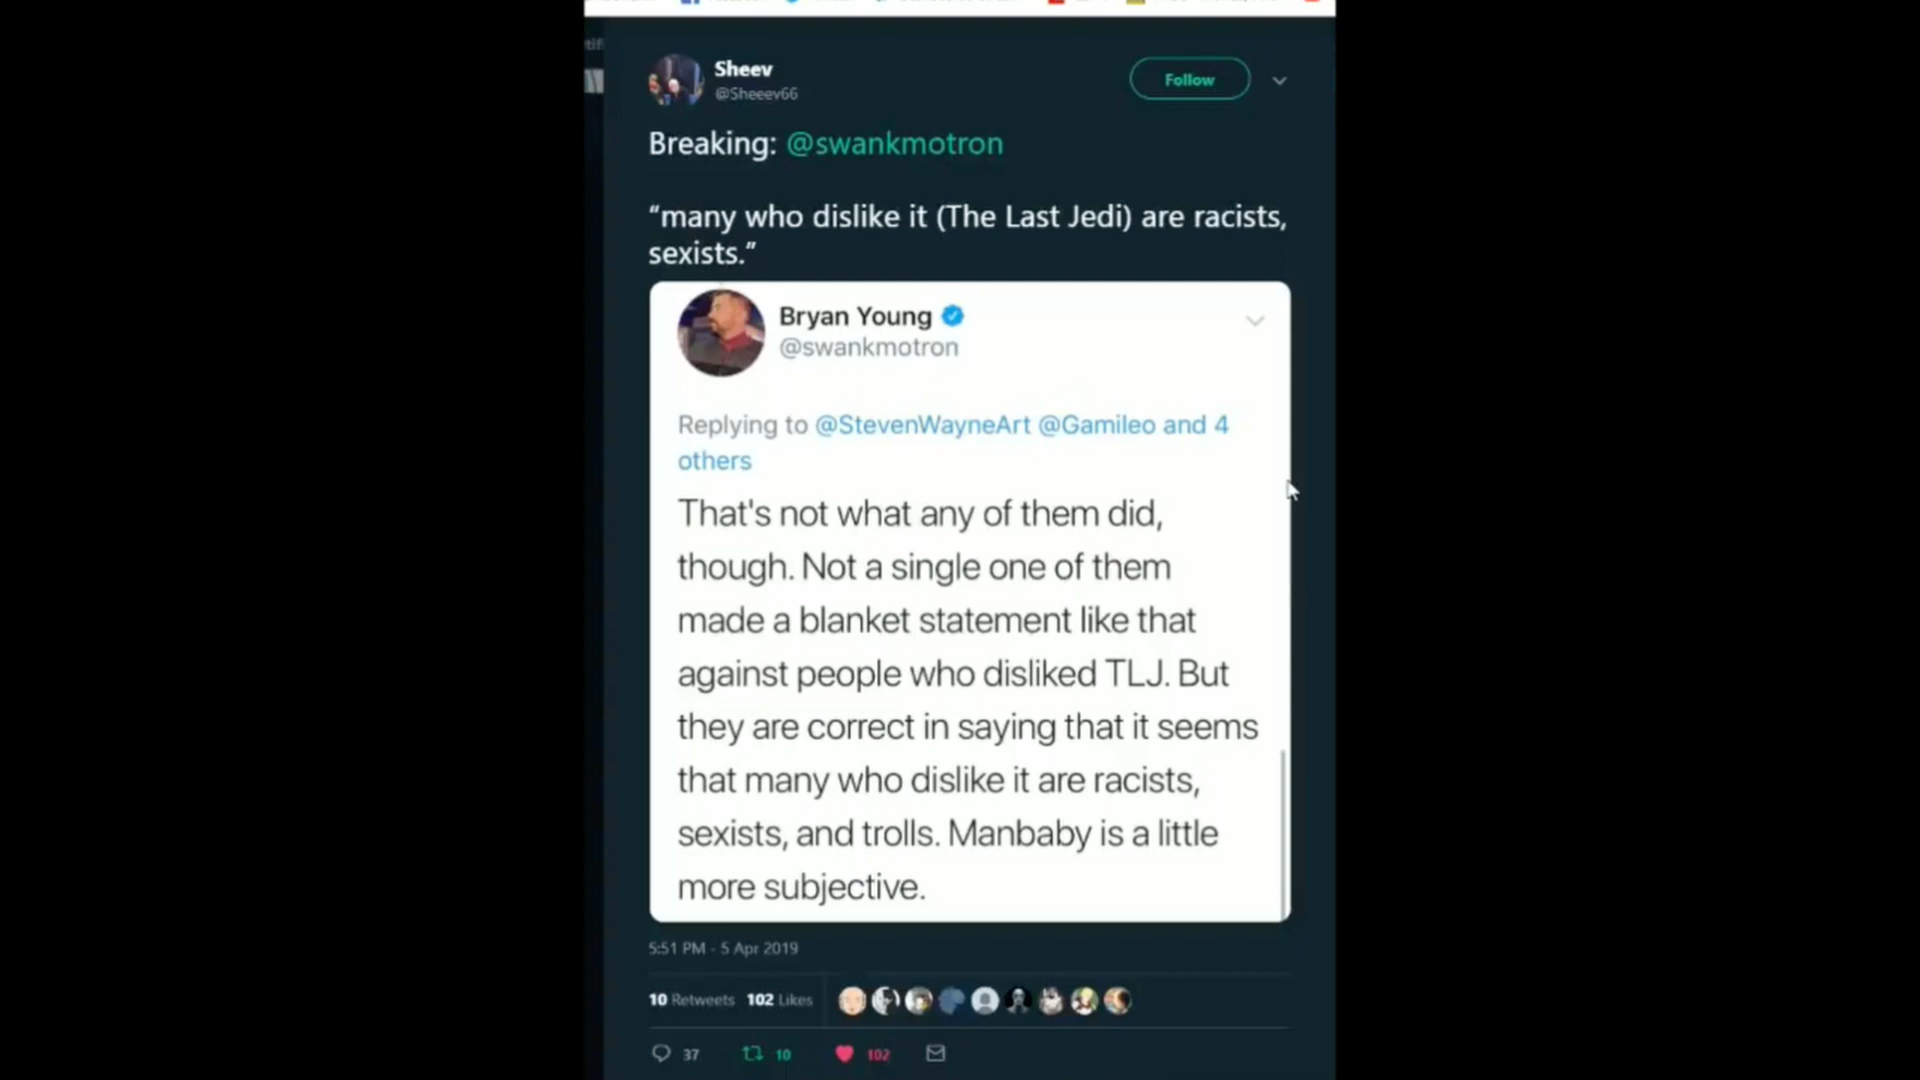 Sheev
@Sheeev66
Follow
Breaking: @swankmotron
“many who dislike it (The Last Jedi) are racists,
sexists.”
Bryan Young
@swankmotron
Replying to @StevenWayneArt @Gamileo and 4
others
That's not what any of them did,
though. Not a single one of them
made a blanket statement like that
against people who disliked TLJ. But
they are correct in saying that it seems
that many who dislike it are racists,
sexists, and trolls. Manbaby is a little
more subjective.
5:51 PM - 5 Apr 2019
10 Retweets 102 Likes
37 10 102